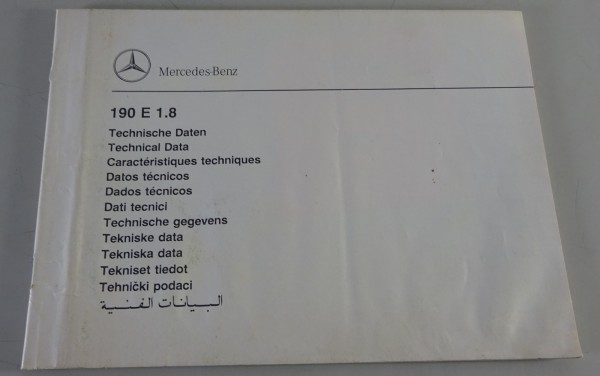 Mercedes-Benz
190 E 1.8
Technische Daten
Technical Data
Caractéristiques techniques
Datos técnicos
Dados técnicos
Dati tecnici
Technische gegevens
Tekniske data
Tekniska data
Tekniset tiedot
Tehnički podaci
البيانات الفنية